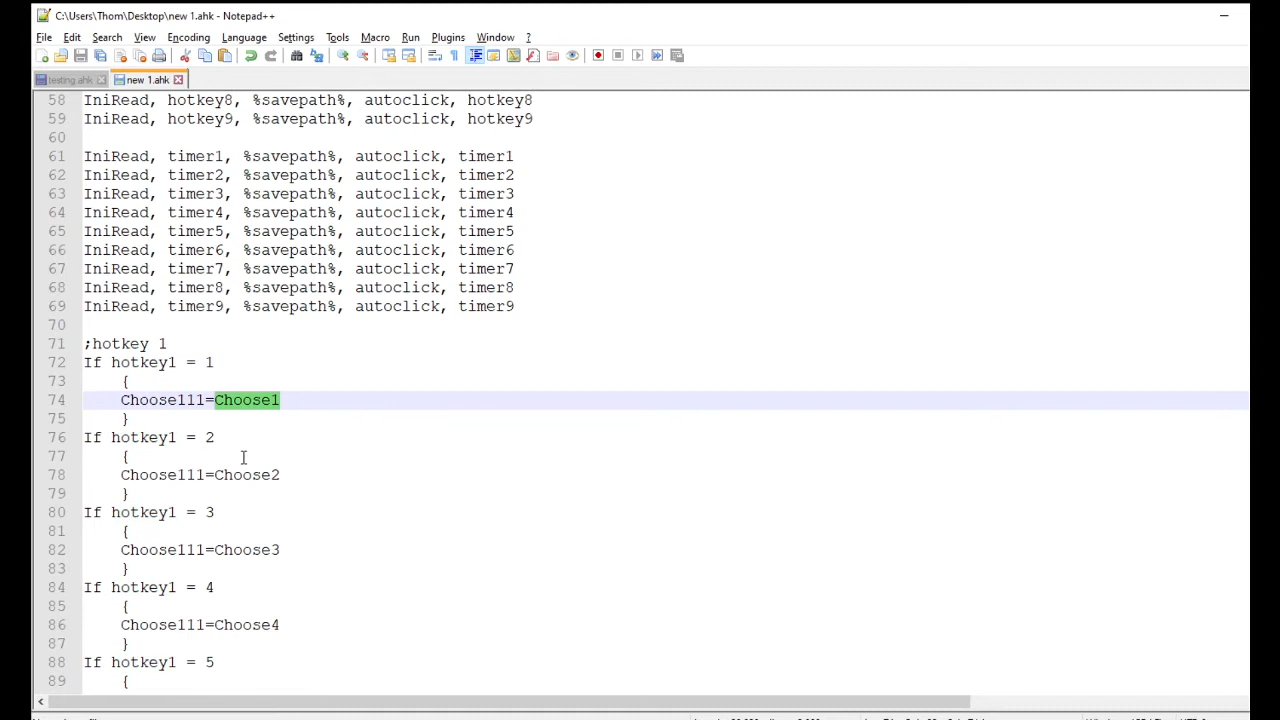 C:\Users\Thom\Desktop\new 1.ahk - Notepad++
File Edit Search View Encoding Language Settings Tools Macro Run Plugins Window ?
testing.ahk new 1.ahk
58 IniRead, hotkey8, %savepath%, autoclick, hotkey8
59 IniRead, hotkey9, %savepath%, autoclick, hotkey9
60
61 IniRead, timer1, %savepath%, autoclick, timer1
62 IniRead, timer2, %savepath%, autoclick, timer2
63 IniRead, timer3, %savepath%, autoclick, timer3
64 IniRead, timer4, %savepath%, autoclick, timer4
65 IniRead, timer5, %savepath%, autoclick, timer5
66 IniRead, timer6, %savepath%, autoclick, timer6
67 IniRead, timer7, %savepath%, autoclick, timer7
68 IniRead, timer8, %savepath%, autoclick, timer8
69 IniRead, timer9, %savepath%, autoclick, timer9
70
71 ;hotkey 1
72 If hotkey1 = 1
73 {
74 Choose111=Choose1
75 }
76 If hotkey1 = 2
77 {
78 Choose111=Choose2
79 }
80 If hotkey1 = 3
81 {
82 Choose111=Choose3
83 }
84 If hotkey1 = 4
85 {
86 Choose111=Choose4
87 }
88 If hotkey1 = 5
89 {